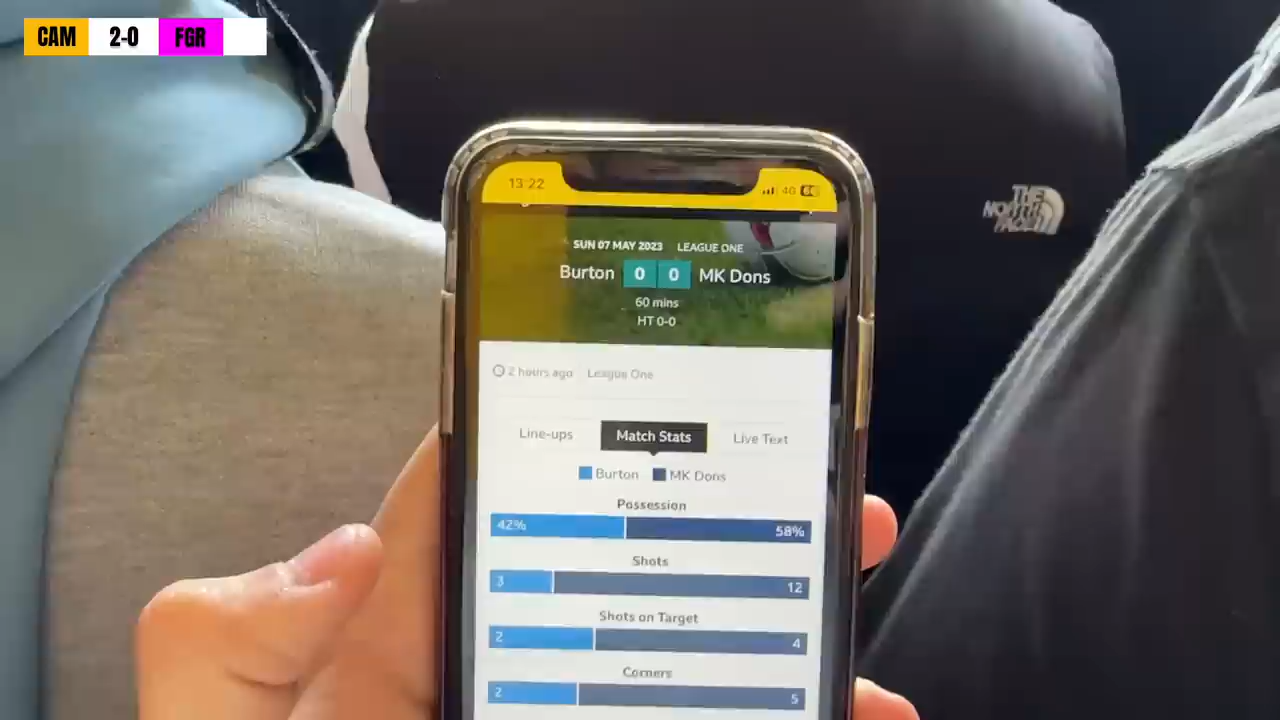 CAM 2-0 FGR
13:22 4G
THE NORTH FACE
SUN 07 MAY 2023 LEAGUE ONE
Burton 0 0 MK Dons
60 mins
HT 0-0
2 hours ago League One
Line-ups Match Stats Live Text
Burton MK Dons
Possession
42% 58%
Shots
3 12
Shots on Target
2 4
Corners
2 5